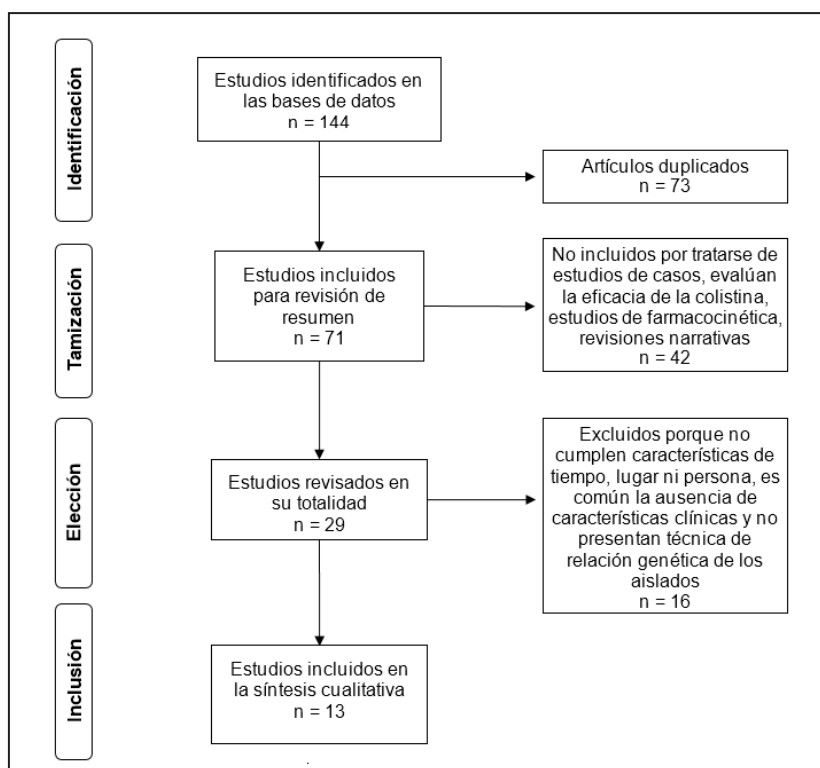 Identificación
Estudios identificados en
las bases de datos
n = 144
Artículos duplicados
n = 73
Tamización
Estudios incluidos
para revisión de
resumen
n = 71
No incluidos por tratarse de
estudios de casos, evalúan
la eficacia de la colistina,
estudios de farmacocinética,
revisiones narrativas
n = 42
Elección
Estudios revisados en
su totalidad
n = 29
Excluidos porque no
cumplen características de
tiempo, lugar ni persona, es
común la ausencia de
características clínicas y no
presentan técnica de
relación genética de los
aislados
n = 16
Inclusión
Estudios incluidos en
la síntesis cualitativa
n = 13